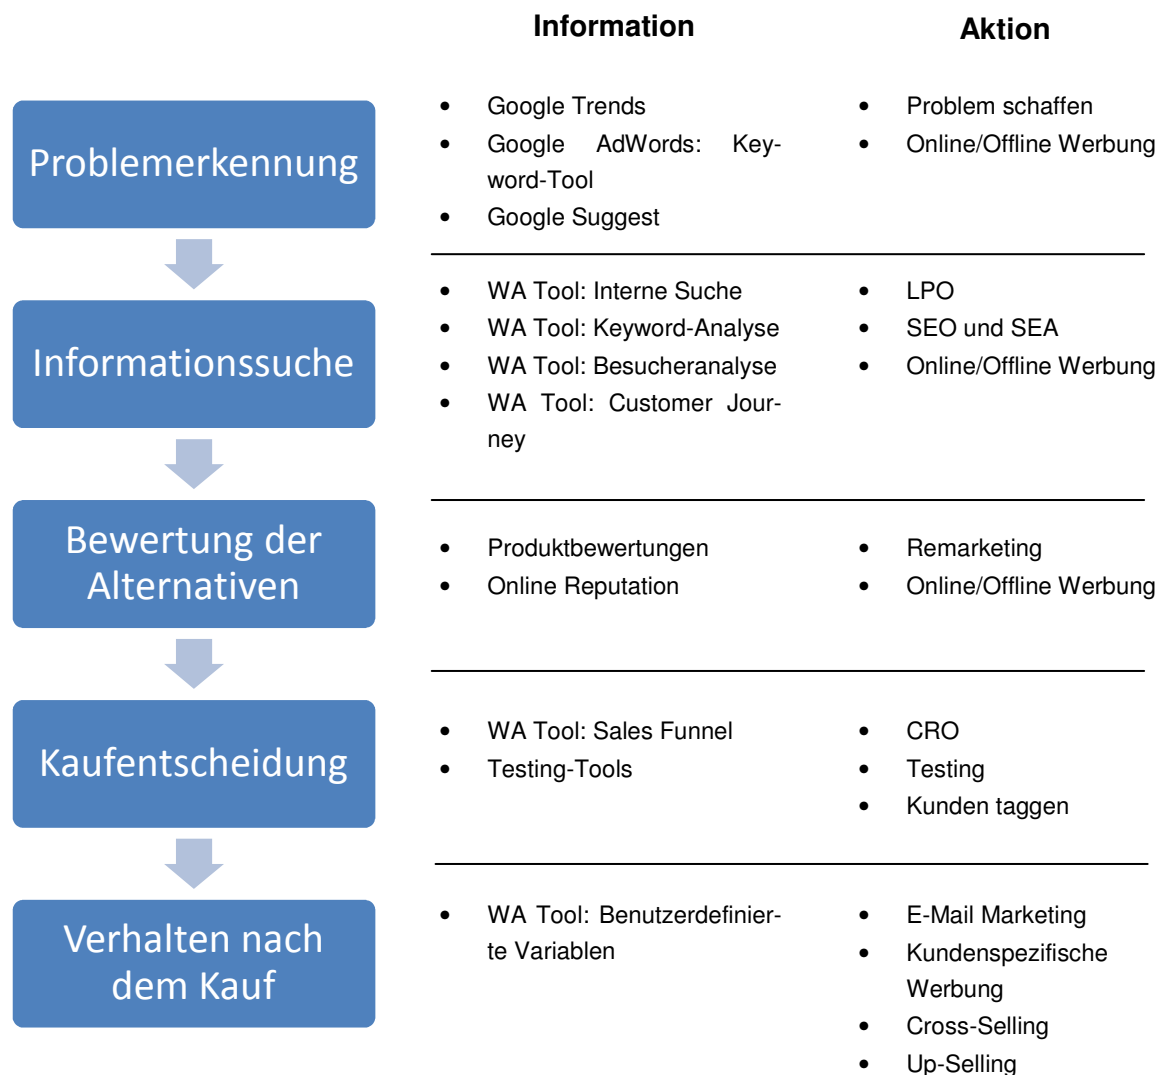 Information
Aktion
Problemerkennung
• Google Trends
• Google AdWords: Key-
word-Tool
• Google Suggest
• Problem schaffen
• Online/Offline Werbung
Informationssuche
• WA Tool: Interne Suche
• WA Tool: Keyword-Analyse
• WA Tool: Besucheranalyse
• WA Tool: Customer Jour-
ney
• LPO
• SEO und SEA
• Online/Offline Werbung
Bewertung der
Alternativen
• Produktbewertungen
• Online Reputation
• Remarketing
• Online/Offline Werbung
Kaufentscheidung
• WA Tool: Sales Funnel
• Testing-Tools
• CRO
• Testing
• Kunden taggen
Verhalten nach
dem Kauf
• WA Tool: Benutzerdefinier-
te Variablen
• E-Mail Marketing
• Kundenspezifische
Werbung
• Cross-Selling
• Up-Selling